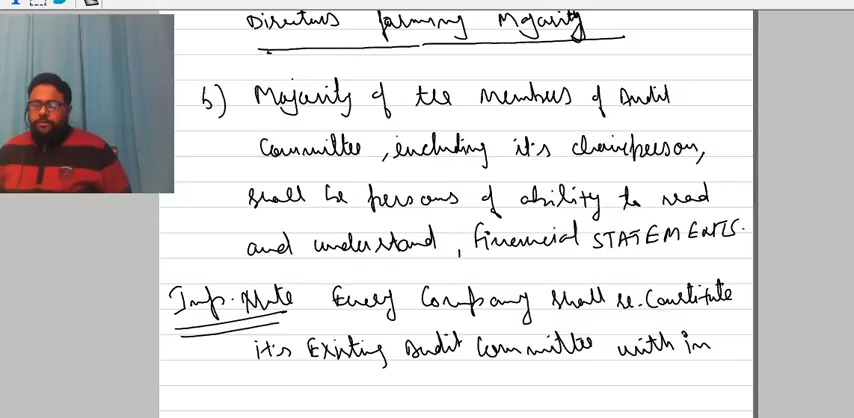 Directors forming Majority
b) Majority of the members of Audit
Committee, including it's chairperson,
shall be persons of ability to read
and understand, financial STATEMENTS.
Imp. Note Every Company shall re-Constitute
it's Existing Audit Committee with in